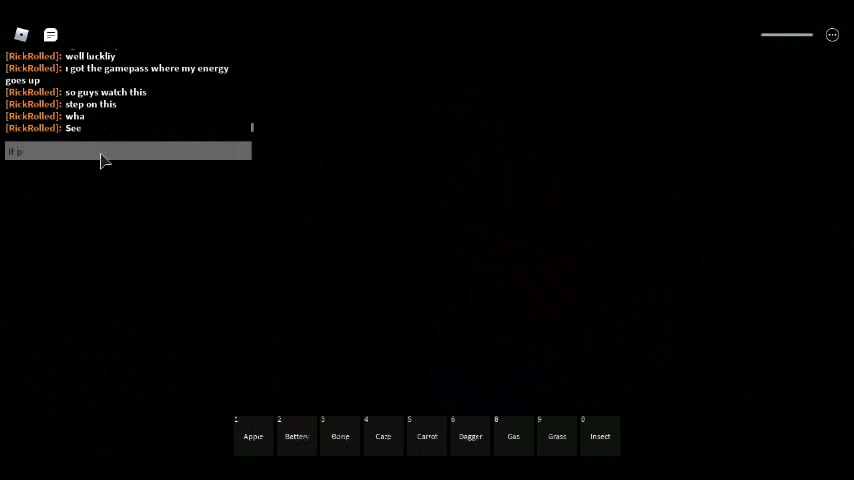 [RickRolled]: well luckliy
[RickRolled]: i got the gamepass where my energy
goes up
[RickRolled]: so guys watch this
[RickRolled]: step on this
[RickRolled]: wha
[RickRolled]: See
it p
1 2 3 4 5 6 8 9 0
Apple Battery Bone Carp Carrot Dagger Gas Grass Insect